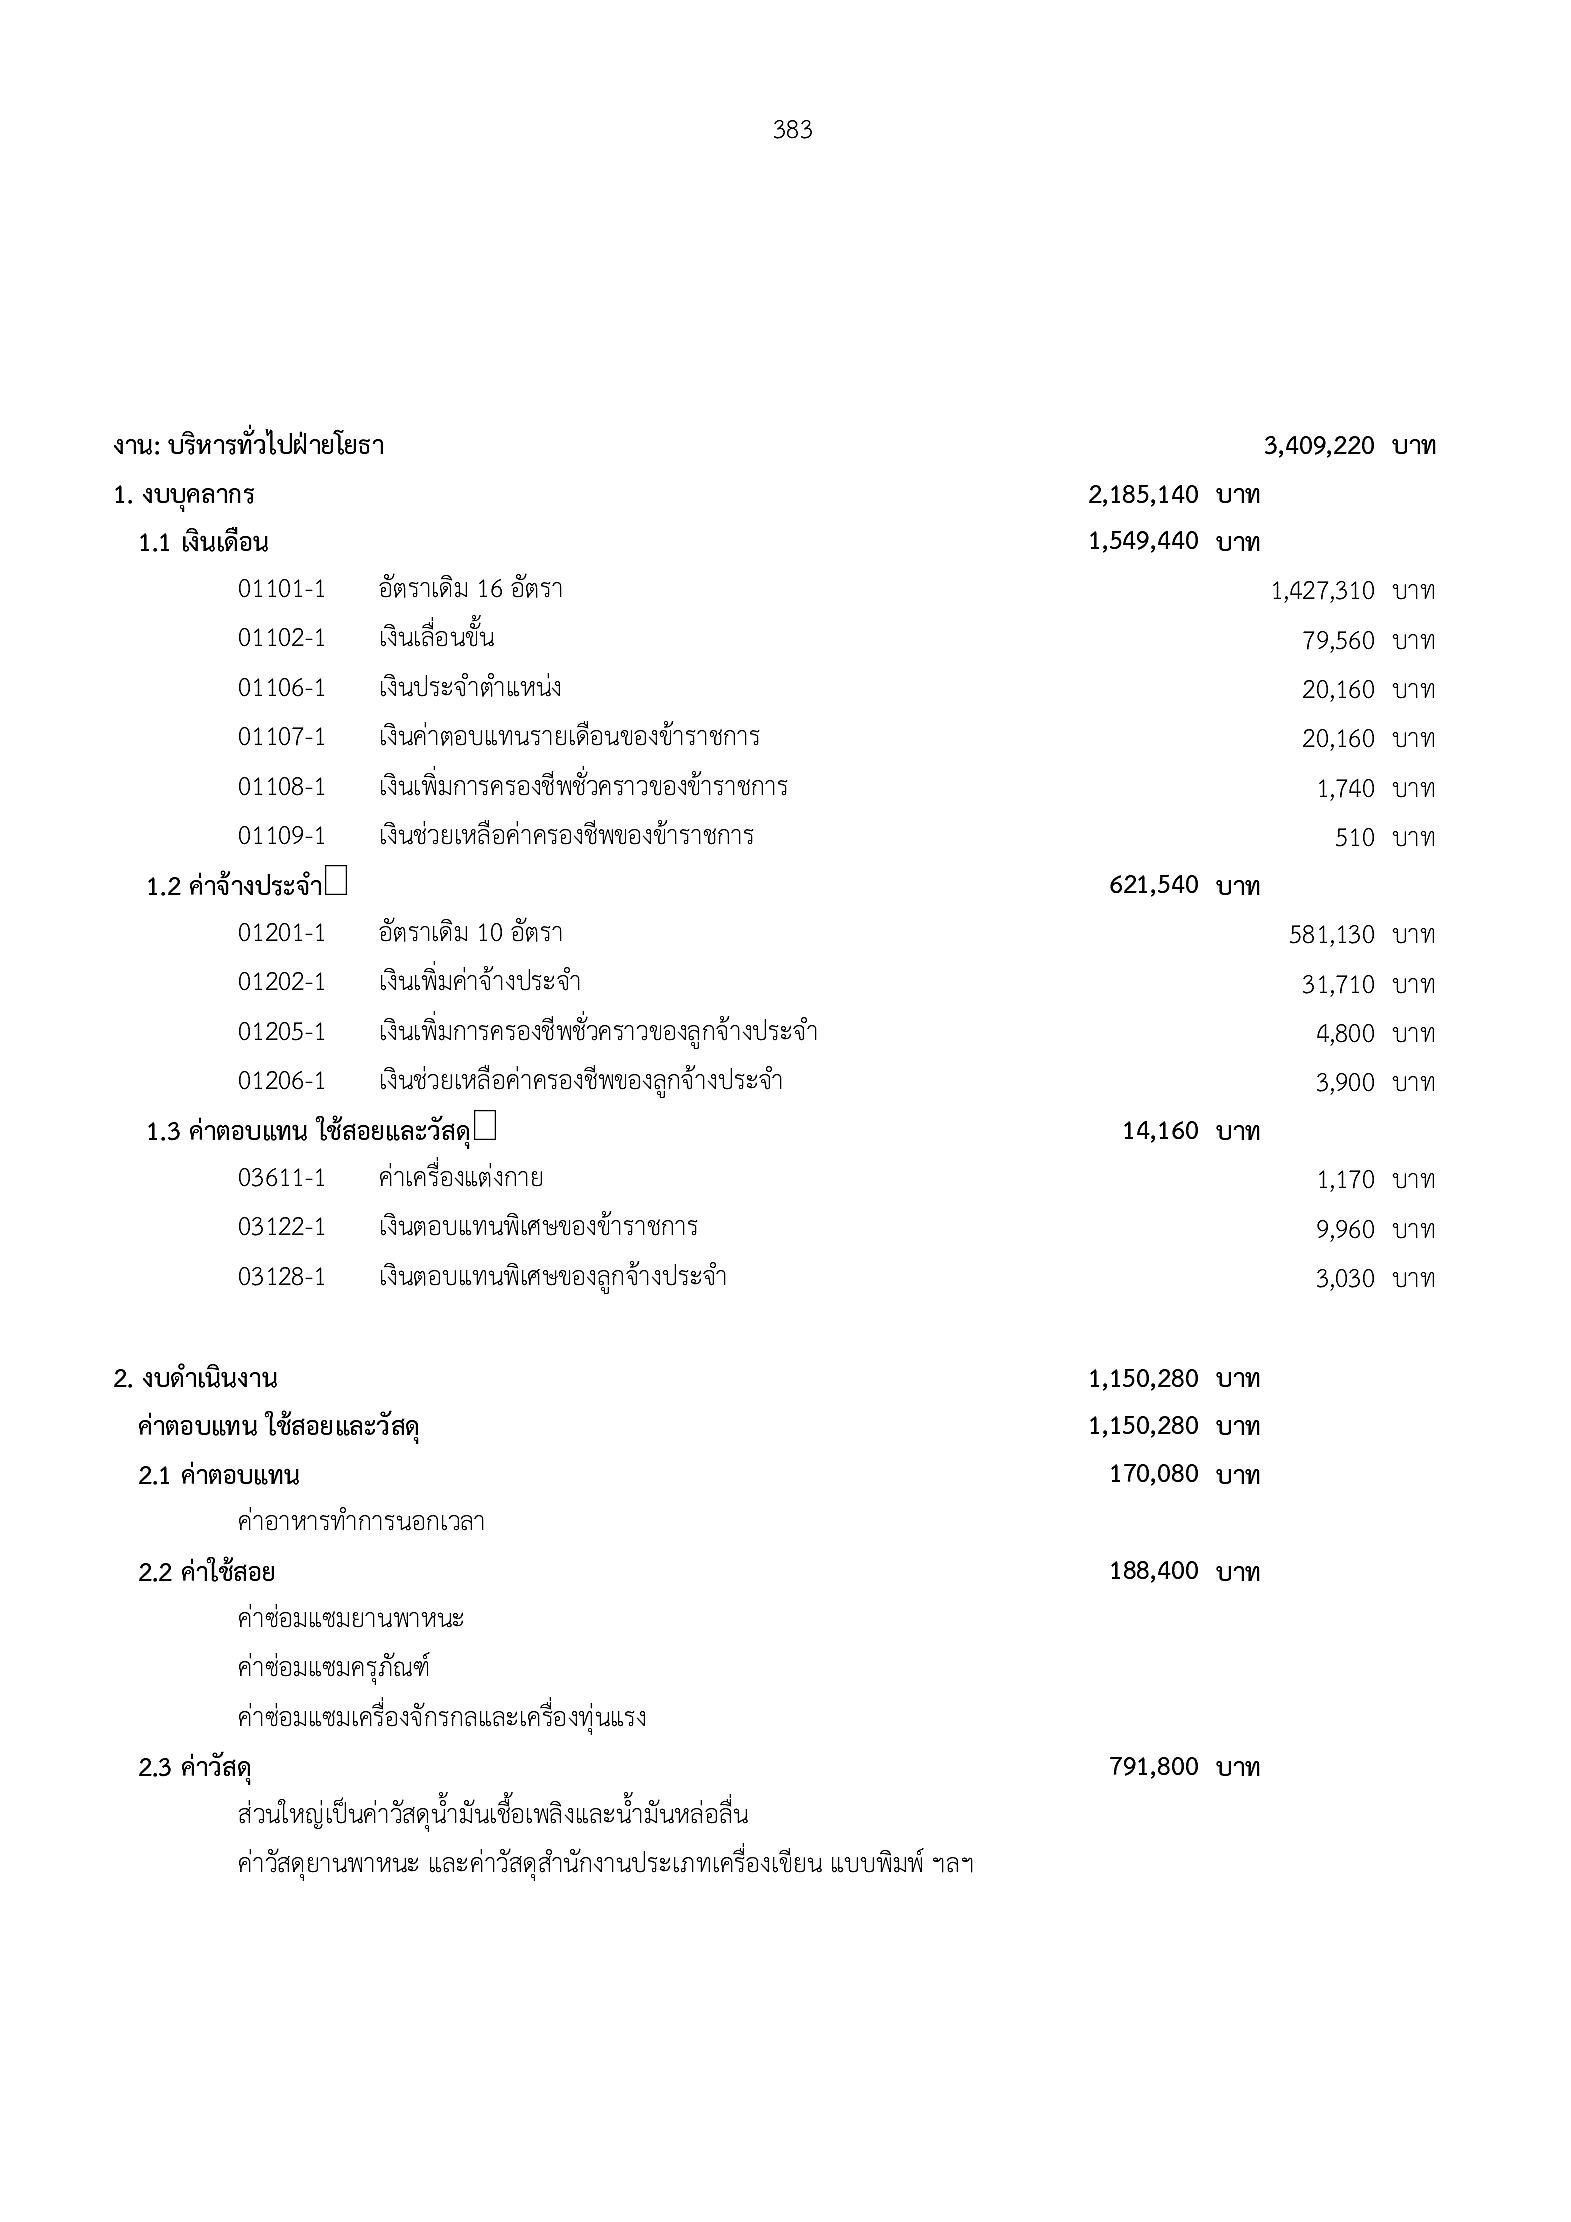 383
งาน: บริหารทั่วไปฝ่ายโยธา 3,409,220 บาท
1. งบบุคลากร 2,185,140 บาท
1.1 เงินเดือน 1,549,440 บาท
01101-1 อัตราเดิม 16 อัตรา 1,427,310 บาท
01102-1 เงินเลื่อนขั้น 79,560 บาท
01106-1 เงินประจำตำแหน่ง 20,160 บาท
01107-1 เงินค่าตอบแทนรายเดือนของข้าราชการ 20,160 บาท
01108-1 เงินเพิ่มการครองชีพชั่วคราวของข้าราชการ 1,740 บาท
01109-1 เงินช่วยเหลือค่าครองชีพของข้าราชการ 510 บาท
1.2 ค่าจ้างประจำ 621,540 บาท
01201-1 อัตราเดิม 10 อัตรา 581,130 บาท
01202-1 เงินเพิ่มค่าจ้างประจำ 31,710 บาท
01205-1 เงินเพิ่มการครองชีพชั่วคราวของลูกจ้างประจำ 4,800 บาท
01206-1 เงินช่วยเหลือค่าครองชีพของลูกจ้างประจำ 3,900 บาท
1.3 ค่าตอบแทน ใช้สอยและวัสดุ 14,160 บาท
03611-1 ค่าเครื่องแต่งกาย 1,170 บาท
03122-1 เงินตอบแทนพิเศษของข้าราชการ 9,960 บาท
03128-1 เงินตอบแทนพิเศษของลูกจ้างประจำ 3,030 บาท
2. งบดำเนินงาน 1,150,280 บาท
ค่าตอบแทน ใช้สอยและวัสดุ 1,150,280 บาท
2.1 ค่าตอบแทน 170,080 บาท
ค่าอาหารทำการนอกเวลา
2.2 ค่าใช้สอย 188,400 บาท
ค่าซ่อมแซมยานพาหนะ
ค่าซ่อมแซมครุภัณฑ์
ค่าซ่อมแซมเครื่องจักรกลและเครื่องทุ่นแรง
2.3 ค่าวัสดุ 791,800 บาท
ส่วนใหญ่เป็นค่าวัสดุน้ำมันเชื้อเพลิงและน้ำมันหล่อลื่น
ค่าวัสดุยานพาหนะ และค่าวัสดุสำนักงานประเภทเครื่องเขียน แบบพิมพ์ ฯลฯ